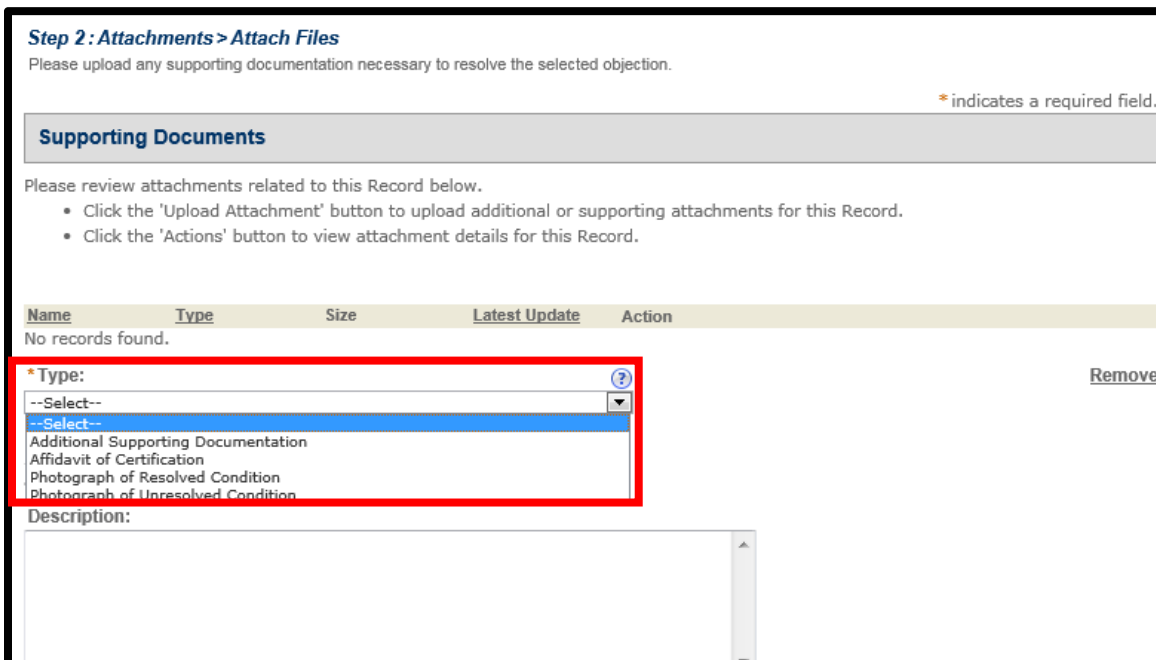 Step 2 : Attachments > Attach Files
Please upload any supporting documentation necessary to resolve the selected objection.
* indicates a required field.
Supporting Documents
Please review attachments related to this Record below.
• Click the 'Upload Attachment' button to upload additional or supporting attachments for this Record.
• Click the 'Actions' button to view attachment details for this Record.
Name Type Size Latest Update Action
No records found.
* Type: ? Remove
--Select--
--Select--
Additional Supporting Documentation
Affidavit of Certification
Photograph of Resolved Condition
Photograph of Unresolved Condition
Description: